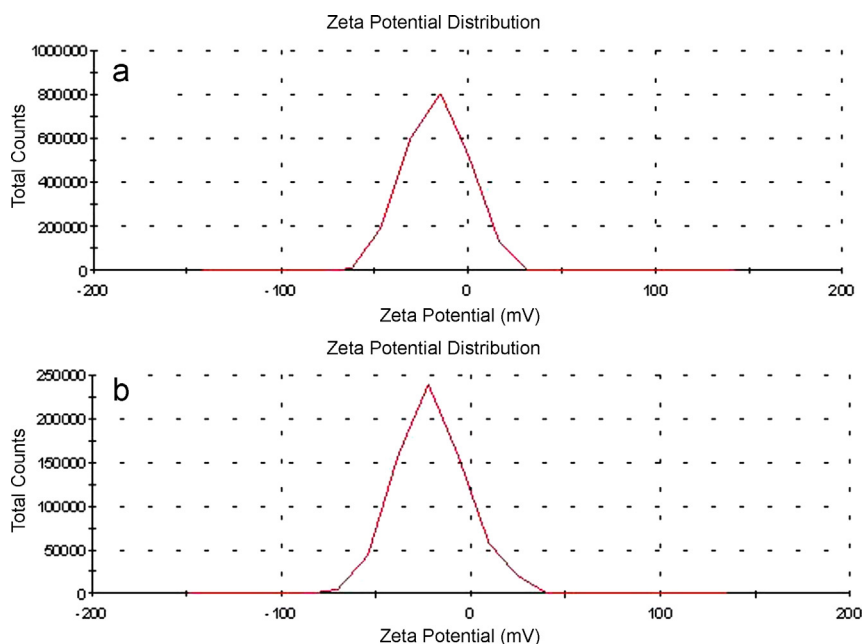 Zeta Potential Distribution
a
Total Counts
1000000
800000
600000
400000
200000
0
-200 -100 0 100 200
Zeta Potential (mV)
Zeta Potential Distribution
b
Total Counts
250000
200000
150000
100000
50000
0
-200 -100 0 100 200
Zeta Potential (mV)